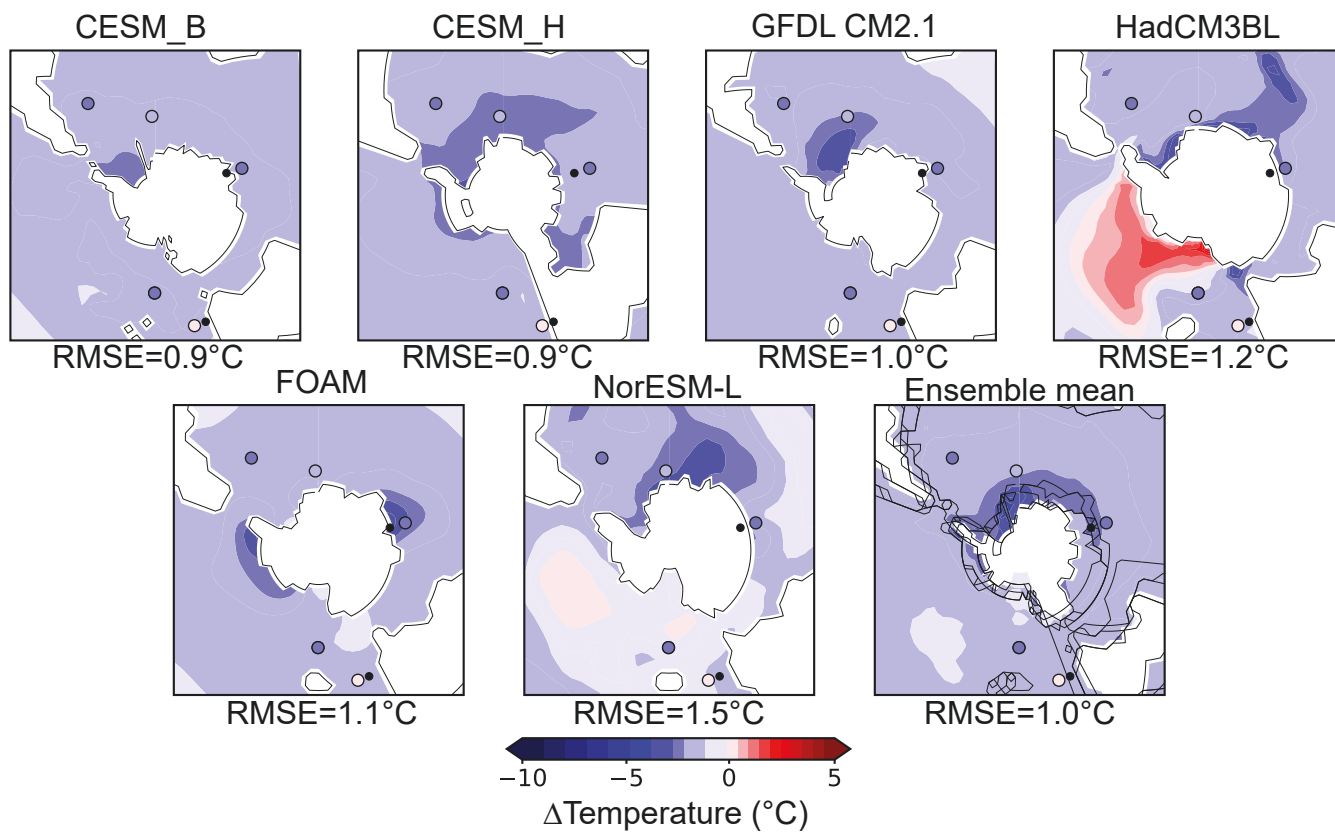 CESM_B CESM_H GFDL CM2.1 HadCM3BL
RMSE=0.9°C RMSE=0.9°C RMSE=1.0°C RMSE=1.2°C
FOAM NorESM-L Ensemble mean
RMSE=1.1°C RMSE=1.5°C RMSE=1.0°C
−10 −5 0 5
ΔTemperature (°C)